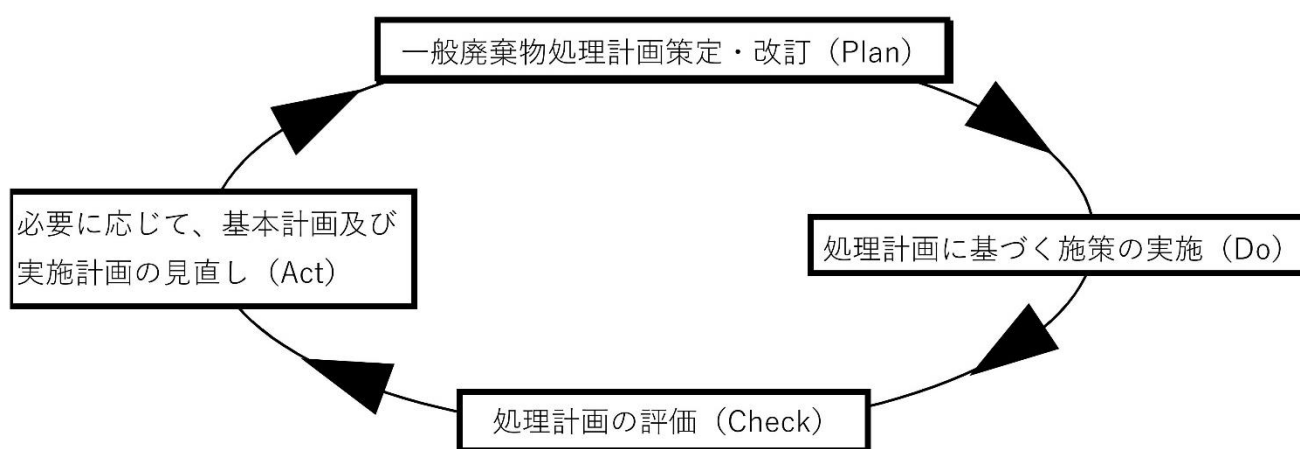 一般廃棄物処理計画策定・改訂（Plan）
必要に応じて、基本計画及び
実施計画の見直し（Act）
処理計画に基づく施策の実施（Do）
処理計画の評価（Check）